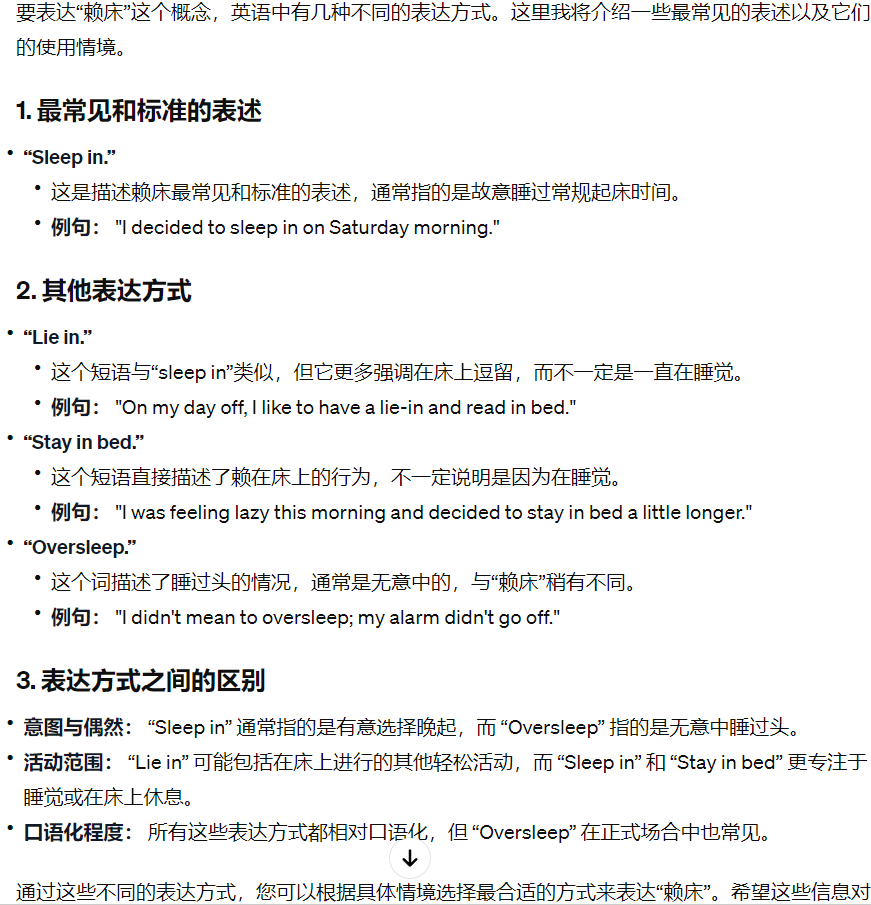 要表达“赖床”这个概念，英语中有几种不同的表达方式。这里我将介绍一些最常见的表述以及它们
的使用情境。
1. 最常见和标准的表述
• “Sleep in.”
• 这是描述赖床最常见和标准的表述，通常指的是故意睡过常规起床时间。
• 例句： "I decided to sleep in on Saturday morning."
2. 其他表达方式
• “Lie in.”
• 这个短语与“sleep in”类似，但它更多强调在床上逗留，而不一定是一直在睡觉。
• 例句： "On my day off, I like to have a lie-in and read in bed."
• “Stay in bed.”
• 这个短语直接描述了赖在床上的行为，不一定说明是因为在睡觉。
• 例句： "I was feeling lazy this morning and decided to stay in bed a little longer."
• “Oversleep.”
• 这个词描述了睡过头的情况，通常是无意中的，与“赖床”稍有不同。
• 例句： "I didn't mean to oversleep; my alarm didn't go off."
3. 表达方式之间的区别
• 意图与偶然： “Sleep in” 通常指的是有意选择晚起，而 “Oversleep” 指的是无意中睡过头。
• 活动范围： “Lie in” 可能包括在床上进行的其他轻松活动，而 “Sleep in” 和 “Stay in bed” 更专注于
睡觉或在床上休息。
• 口语化程度： 所有这些表达方式都相对口语化，但 “Oversleep” 在正式场合中也常见。
通过这些不同的表达方式，您可以根据具体情境选择最合适的方式来表达“赖床”。希望这些信息对